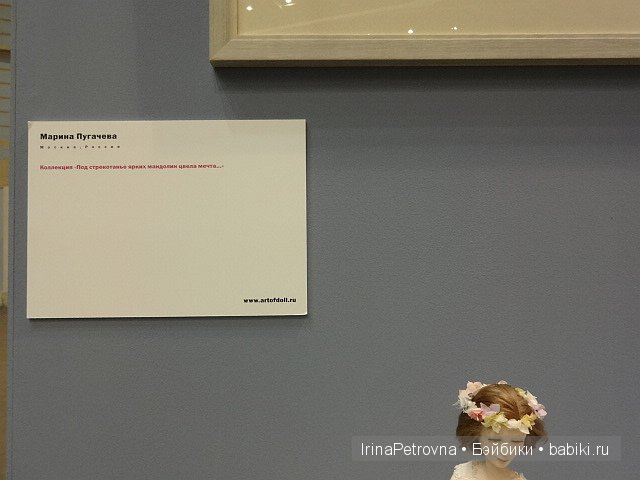 Марина Пугачева
Москва, Россия
Коллекция «Под стрекотанье ярких мандолин цвела мечта...»
www.artofdoll.ru
IrinaPetrovna • Бэйбики • babiki.ru